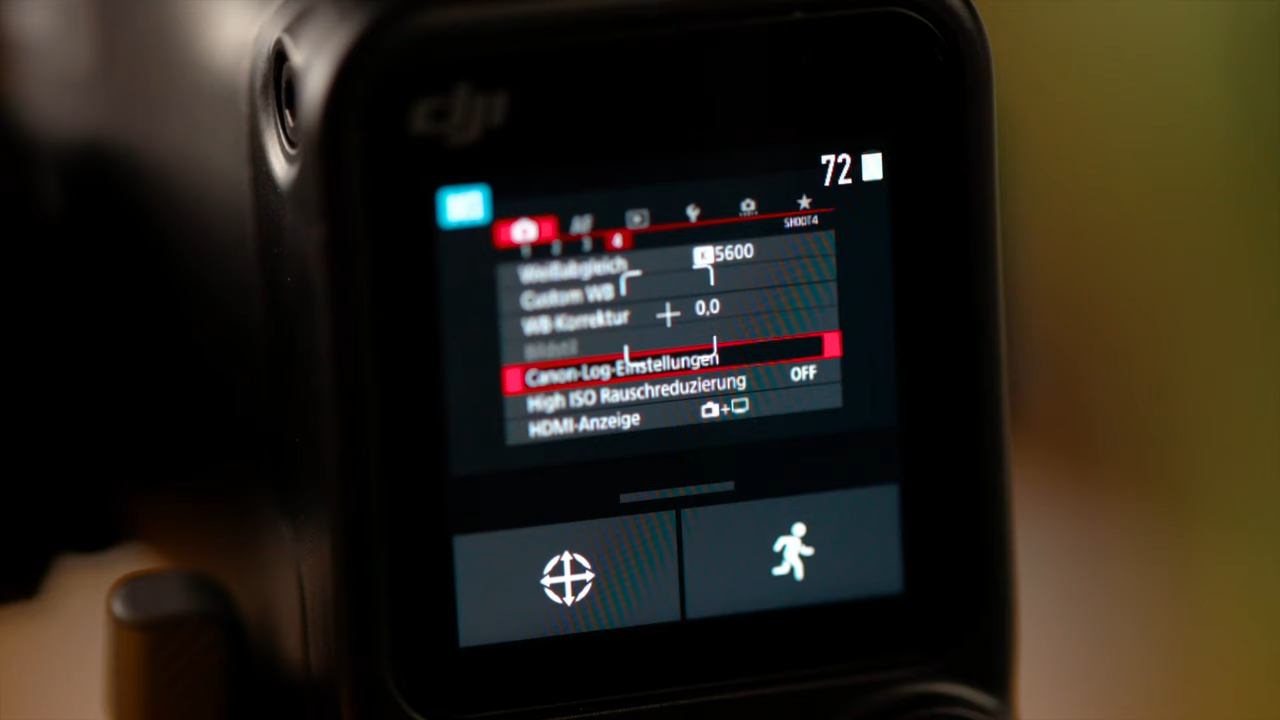 dji
72
AF
SHOOT4
1 2 3 4
Weißabgleich K 5600
Custom WB
WB-Korrektur 0,0
Bildstil
Canon-Log-Einstellungen
High ISO Rauschreduzierung OFF
HDMI-Anzeige +